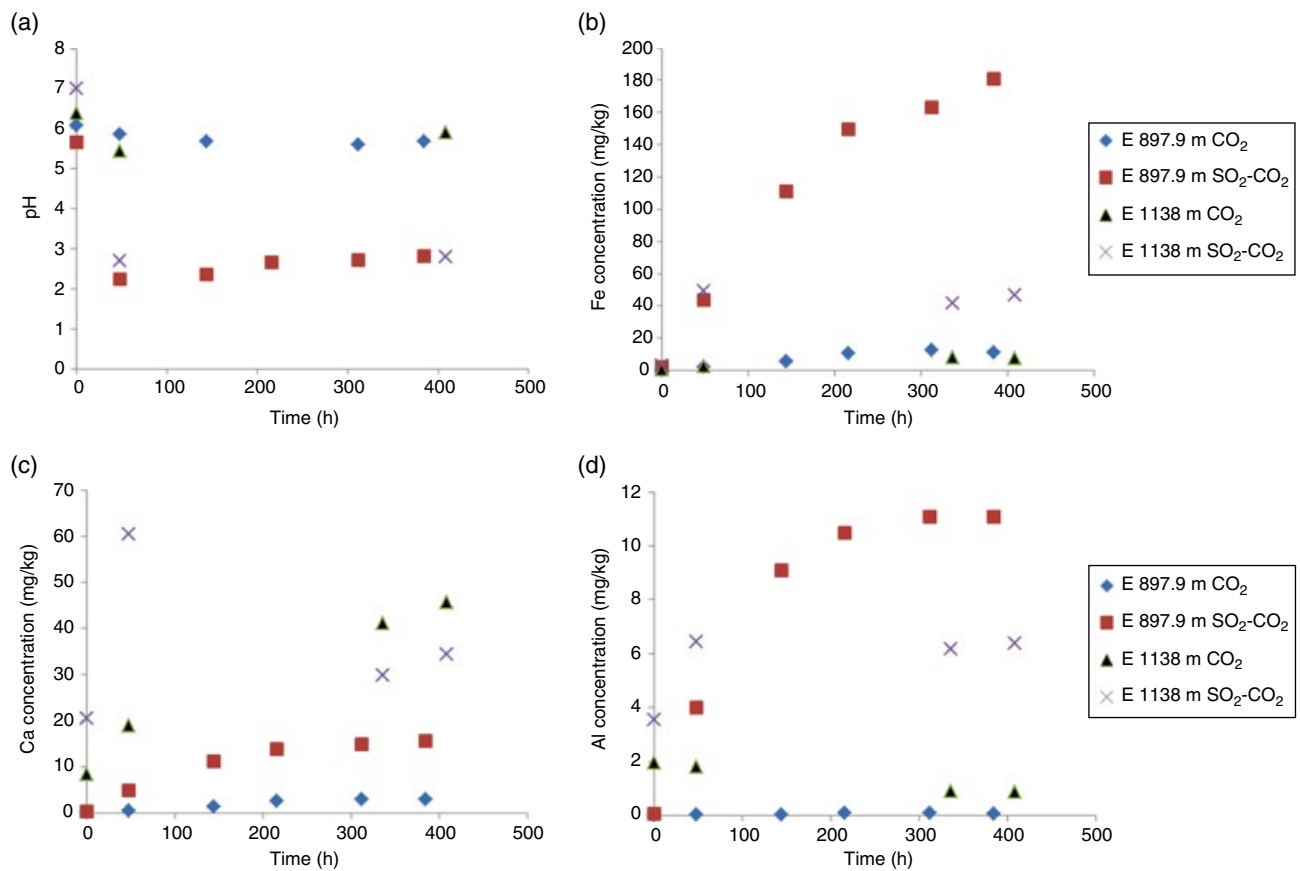 (a)
8
7
6
5
4
3
2
1
0
pH
0 100 200 300 400 500
Time (h)
(b)
200
180
160
140
120
100
80
60
40
20
0
Fe concentration (mg/kg)
0 100 200 300 400 500
Time (h)
E 897.9 m CO₂
E 897.9 m SO₂-CO₂
E 1138 m CO₂
E 1138 m SO₂-CO₂
(c)
70
60
50
40
30
20
10
0
Ca concentration (mg/kg)
0 100 200 300 400 500
Time (h)
(d)
12
10
8
6
4
2
0
Al concentration (mg/kg)
0 100 200 300 400 500
Time (h)
E 897.9 m CO₂
E 897.9 m SO₂-CO₂
E 1138 m CO₂
E 1138 m SO₂-CO₂